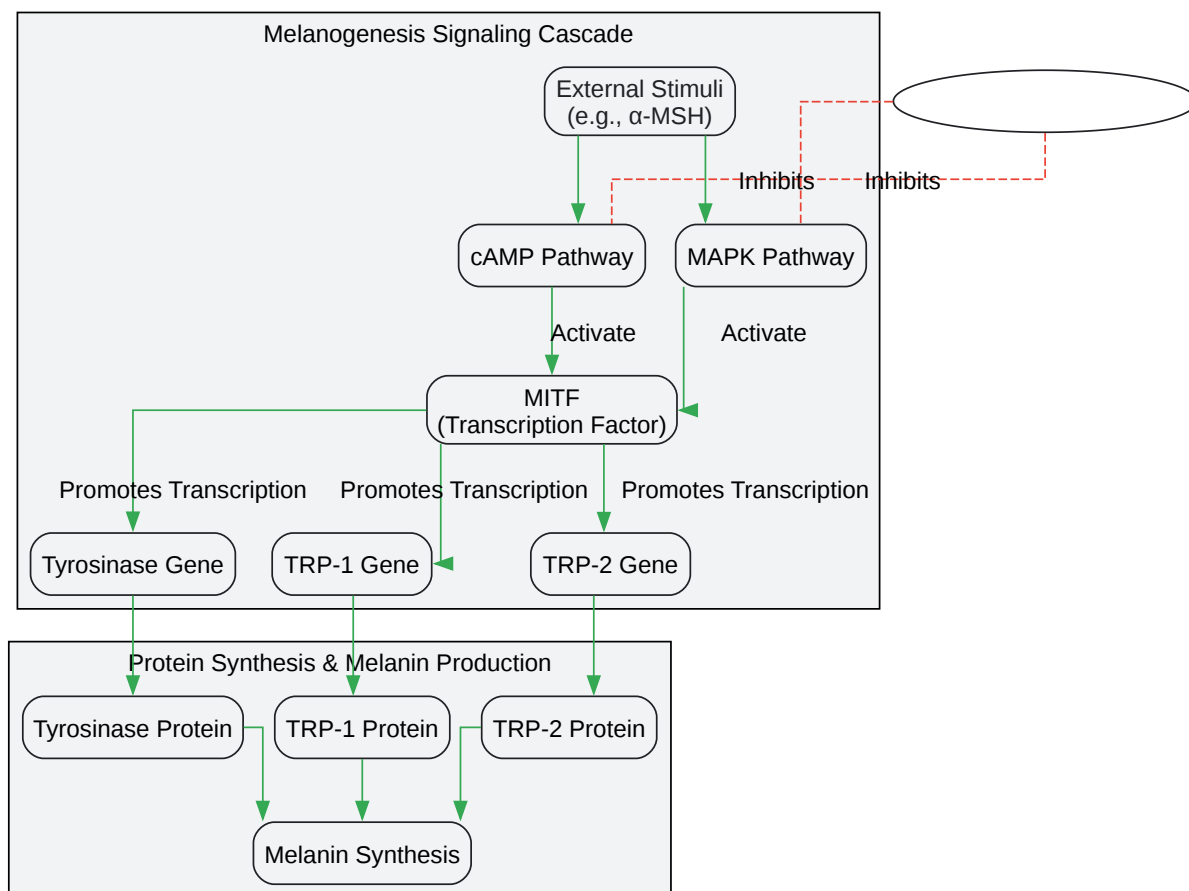 Melanogenesis Signaling Cascade
External Stimuli
(e.g., α-MSH)
Inhibits
Inhibits
cAMP Pathway
MAPK Pathway
Activate
Activate
MITF
(Transcription Factor)
Promotes Transcription
Promotes Transcription
Promotes Transcription
Tyrosinase Gene
TRP-1 Gene
TRP-2 Gene
Protein Synthesis & Melanin Production
Tyrosinase Protein
TRP-1 Protein
TRP-2 Protein
Melanin Synthesis